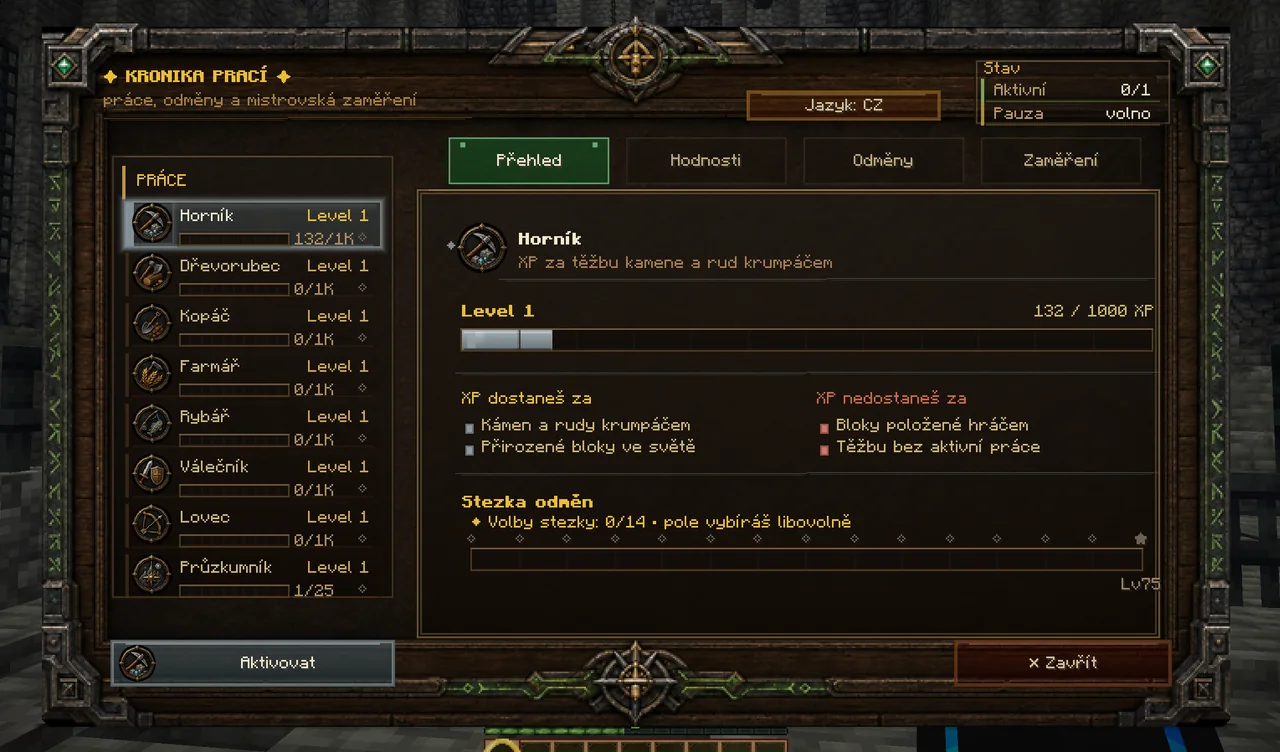 KRONIKA PRACÍ
práce, odměny a mistrovská zaměření
Jazyk: CZ
Stav
Aktivní 0/1
Pauza volno
PRÁCE
Horník Level 1
132/1K
Dřevorubec Level 1
0/1K
Kopáč Level 1
0/1K
Farmář Level 1
0/1K
Rybář Level 1
0/1K
Válečník Level 1
0/1K
Lovec Level 1
0/1K
Průzkumník Level 1
1/25
Aktivovat
Přehled
Hodnosti
Odměny
Zaměření
Horník
XP za těžbu kamene a rud krumpáčem
Level 1 132 / 1000 XP
XP dostaneš za
Kámen a rudy krumpáčem
Přirozené bloky ve světě
XP nedostaneš za
Bloky položené hráčem
Těžbu bez aktivní práce
Stezka odměn
Volby stezky: 0/14 • pole vybíráš libovolně
Lv75
× Zavřít